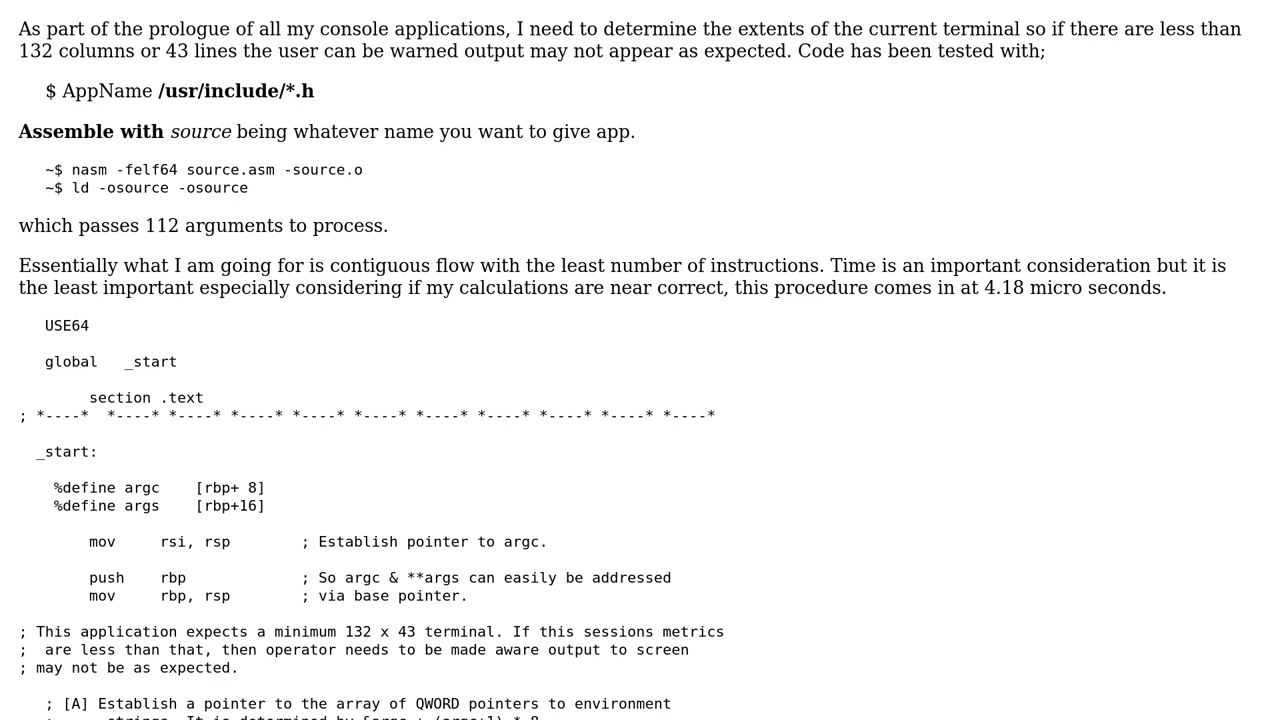 As part of the prologue of all my console applications, I need to determine the extents of the current terminal so if there are less than
132 columns or 43 lines the user can be warned output may not appear as expected. Code has been tested with;
$ AppName /usr/include/*.h
Assemble with source being whatever name you want to give app.
~$ nasm -felf64 source.asm -source.o
~$ ld -osource -osource
which passes 112 arguments to process.
Essentially what I am going for is contiguous flow with the least number of instructions. Time is an important consideration but it is
the least important especially considering if my calculations are near correct, this procedure comes in at 4.18 micro seconds.
USE64
global   _start
section .text
; *----*  *----* *----* *----* *----* *----* *----* *----* *----* *----* *----*
_start:
%define argc    [rbp+ 8]
%define args    [rbp+16]
mov     rsi, rsp        ; Establish pointer to argc.
push    rbp             ; So argc & **args can easily be addressed
mov     rbp, rsp        ; via base pointer.
; This application expects a minimum 132 x 43 terminal. If this sessions metrics
;  are less than that, then operator needs to be made aware output to screen
; may not be as expected.
; [A] Establish a pointer to the array of QWORD pointers to environment
;      strings. It is determined by &argc + (argc+1) * 8